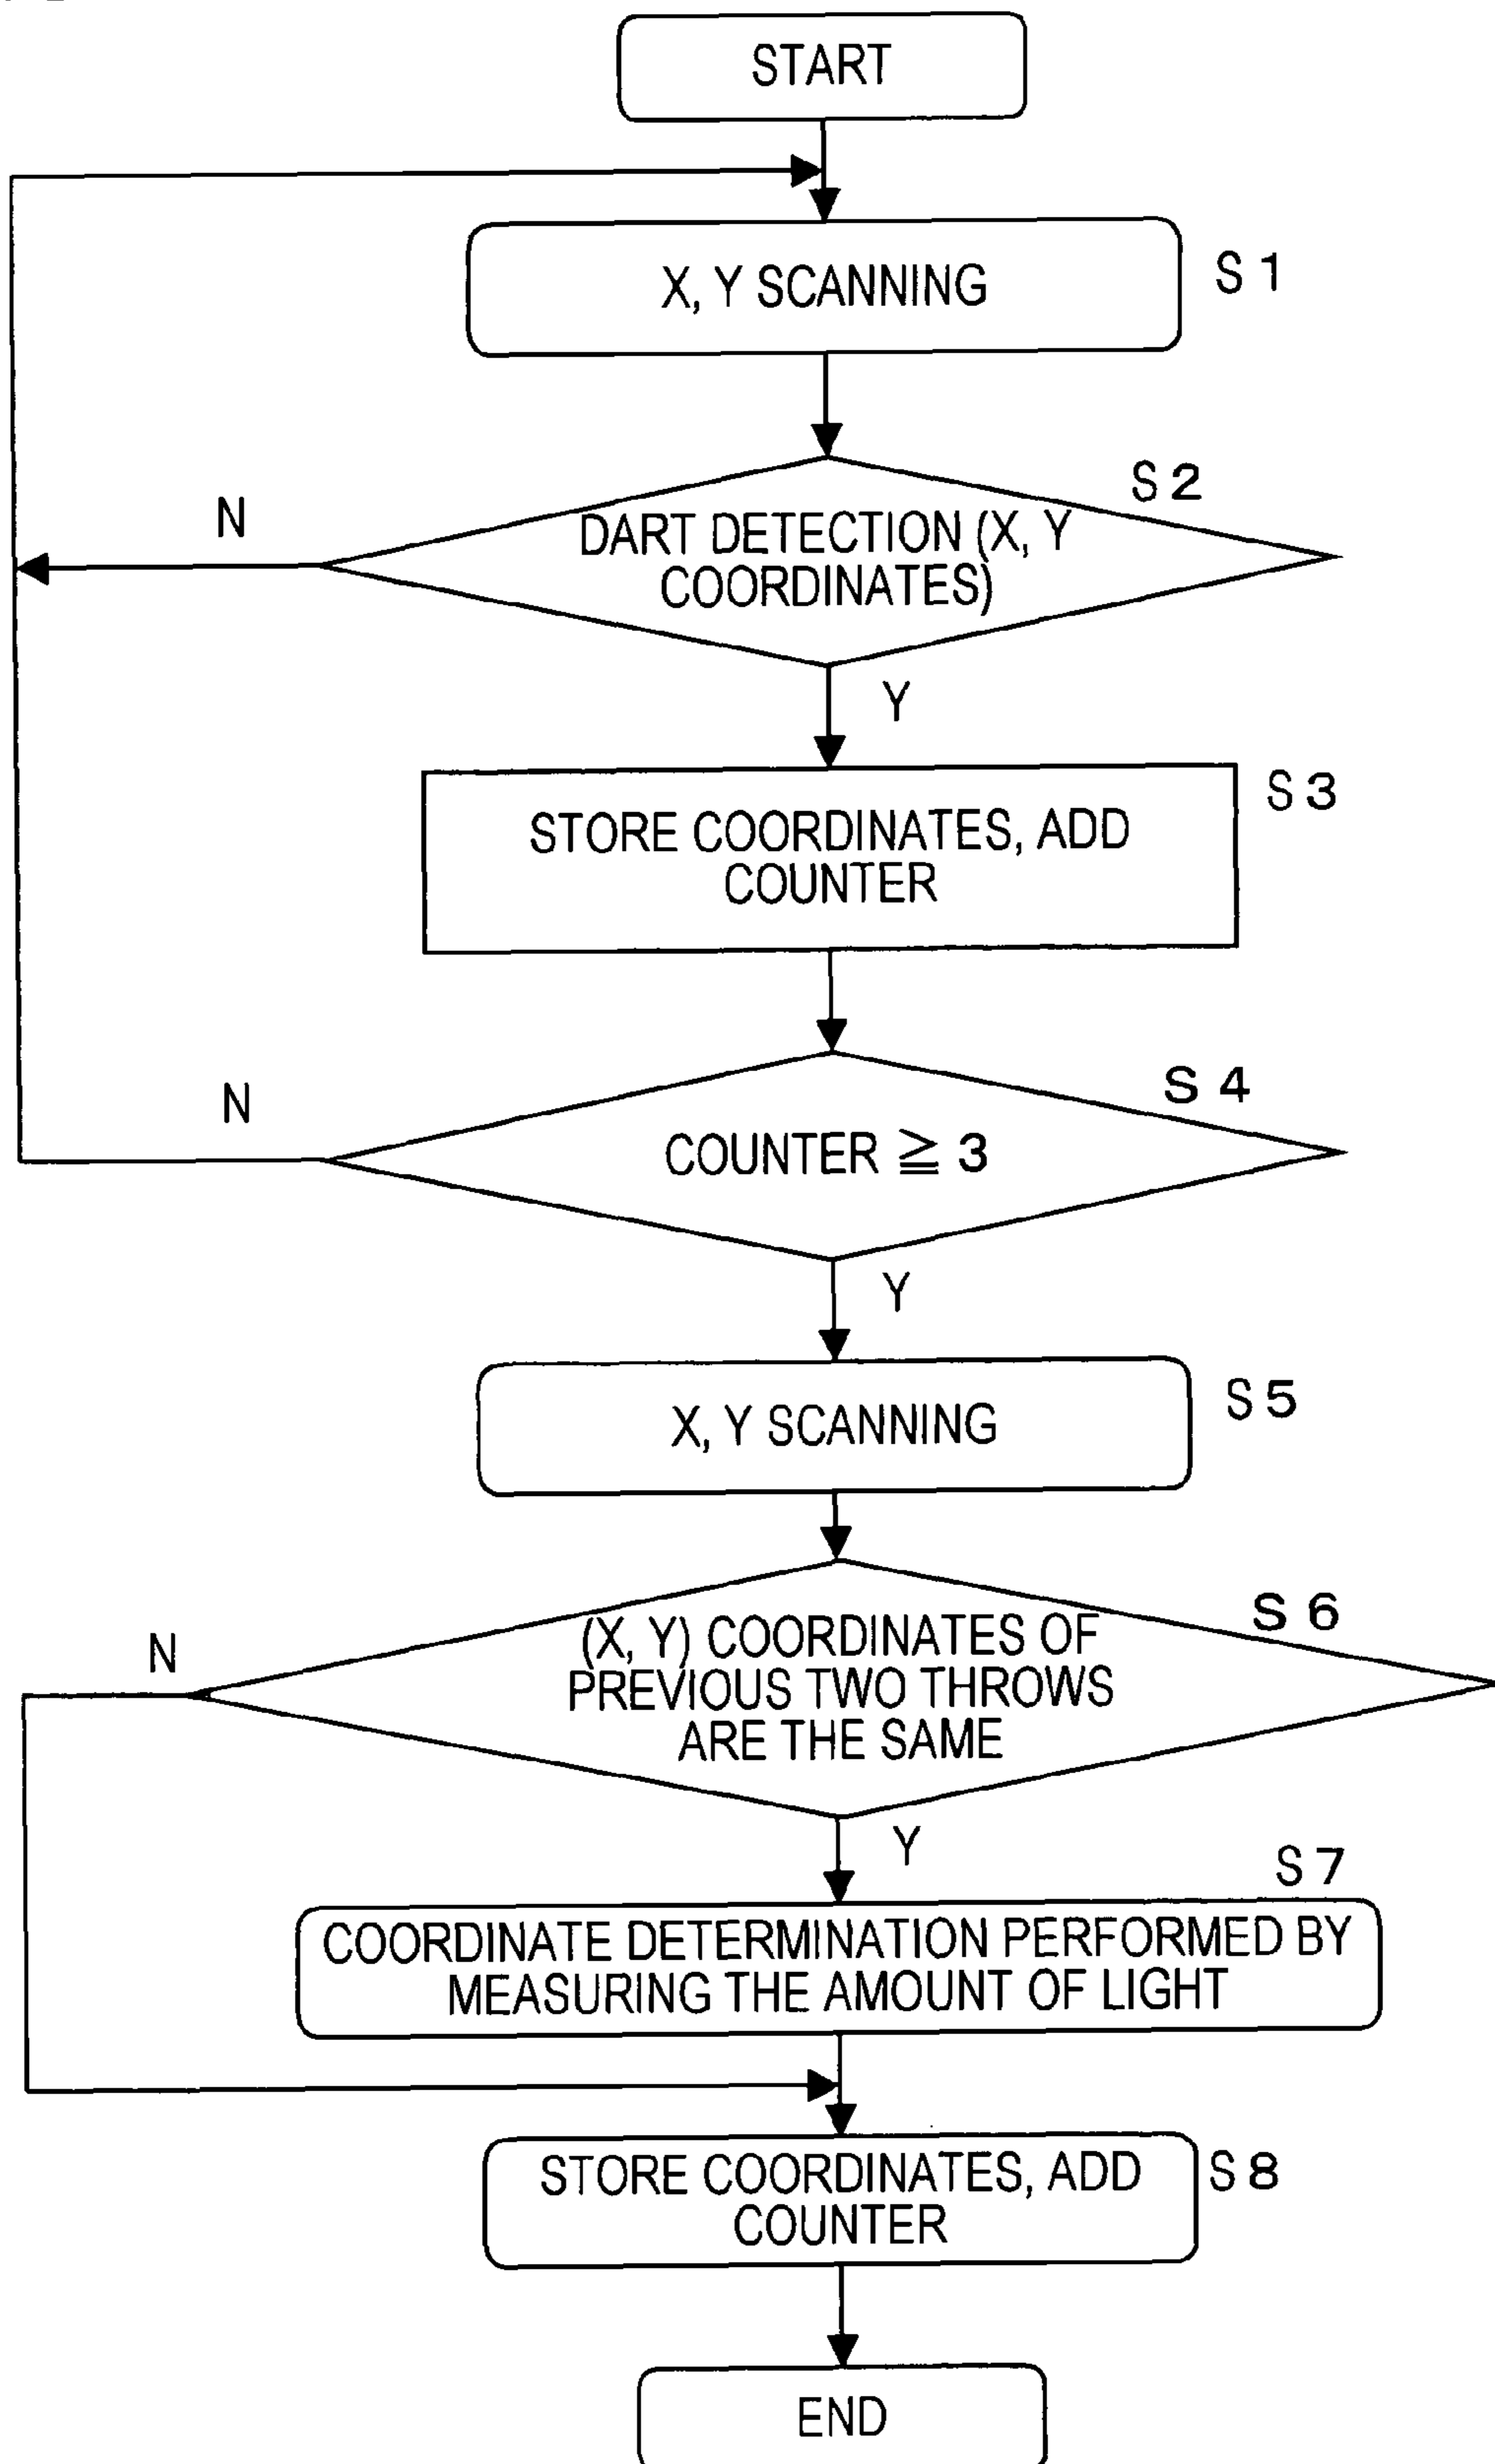 START
X, Y SCANNING
S 1
S 2
N
DART DETECTION (X, Y
COORDINATES)
Y
S 3
STORE COORDINATES, ADD
COUNTER
S 4
N
COUNTER ≧ 3
Y
X, Y SCANNING
S 5
S 6
N
(X, Y) COORDINATES OF
PREVIOUS TWO THROWS
ARE THE SAME
Y
S 7
COORDINATE DETERMINATION PERFORMED BY
MEASURING THE AMOUNT OF LIGHT
STORE COORDINATES, ADD
COUNTER
S 8
END